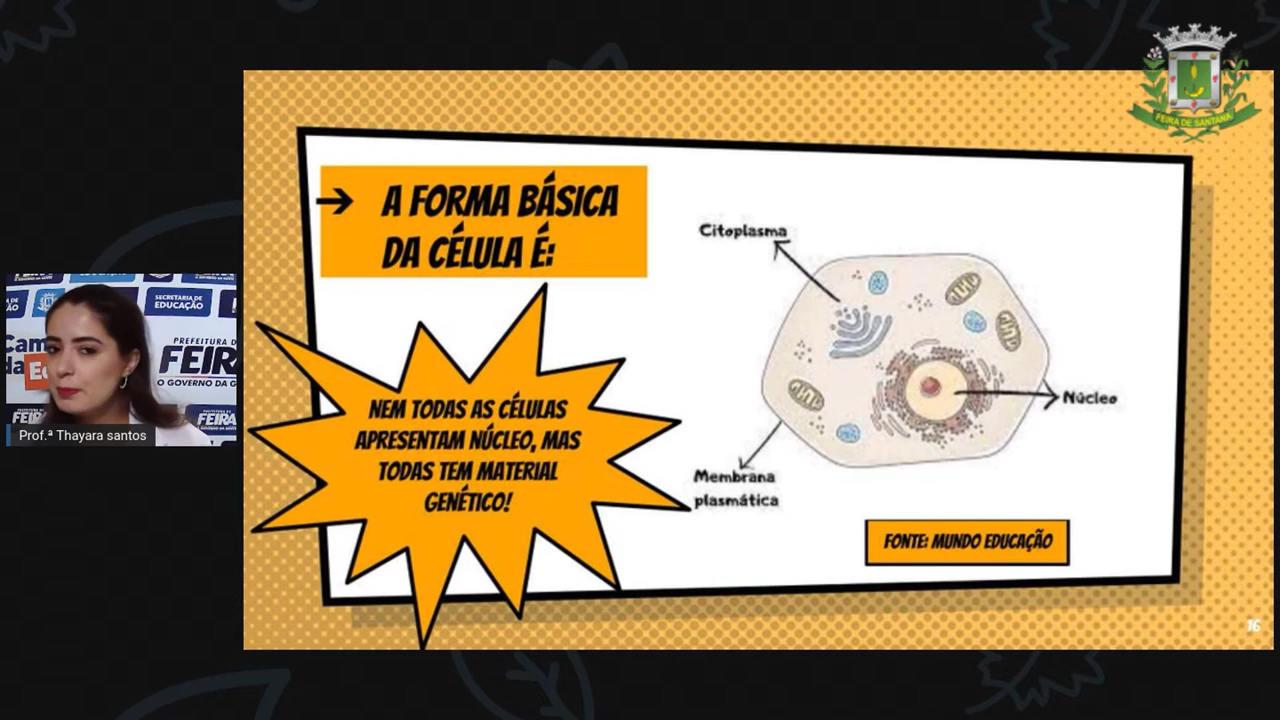 FEIRA DE SANTANA
→ A FORMA BÁSICA
DA CÉLULA É:
Citoplasma
Núcleo
Membrana
plasmática
NEM TODAS AS CÉLULAS
APRESENTAM NÚCLEO, MAS
TODAS TEM MATERIAL
GENÉTICO!
FONTE: MUNDO EDUCAÇÃO
16
SECRETARIA DE
EDUCAÇÃO
PREFEITURA D
FEIRA
O GOVERNO DA G
Prof.ª Thayara santos